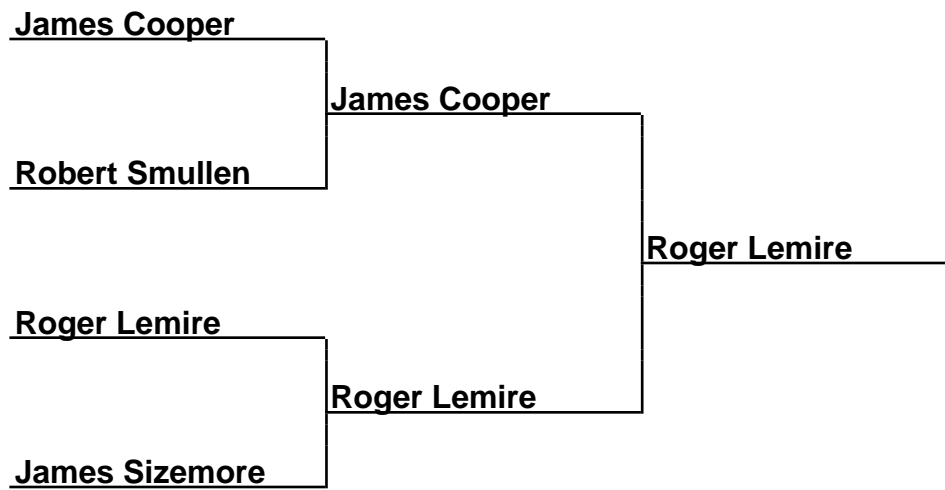 James Cooper
James Cooper
Robert Smullen
Roger Lemire
Roger Lemire
Roger Lemire
James Sizemore